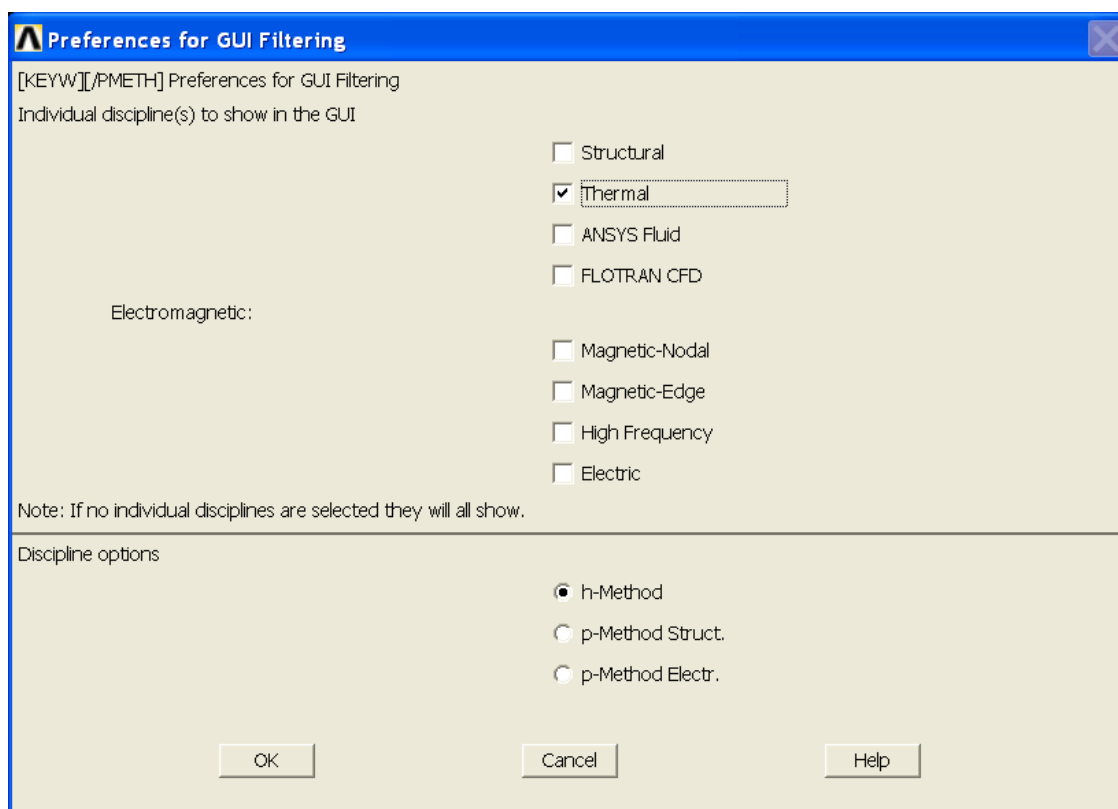 Preferences for GUI Filtering
[KEYW][/PMETH] Preferences for GUI Filtering
Individual discipline(s) to show in the GUI
Structural
Thermal
ANSYS Fluid
FLOTRAN CFD
Electromagnetic:
Magnetic-Nodal
Magnetic-Edge
High Frequency
Electric
Note: If no individual disciplines are selected they will all show.
Discipline options
h-Method
p-Method Struct.
p-Method Electr.
OK Cancel Help